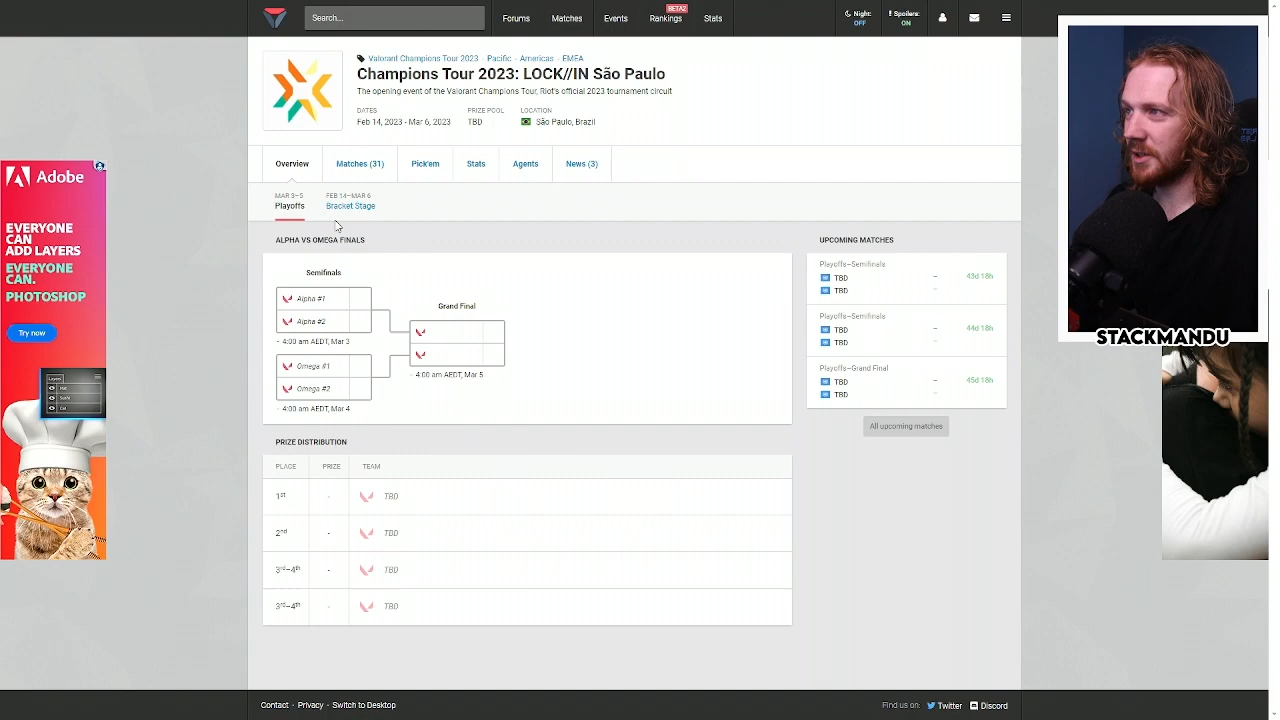 Search...
Forums
Matches
Events
BETA2
Rankings
Stats
Night:
OFF
! Spoilers:
ON
Valorant Champions Tour 2023 Pacific - Americas - EMEA
Champions Tour 2023: LOCK//IN São Paulo
The opening event of the Valorant Champions Tour, Riot's official 2023 tournament circuit
DATES
Feb 14, 2023 - Mar 6, 2023
PRIZE POOL
TBD
LOCATION
São Paulo, Brazil
Overview
Matches (31)
Pick'em
Stats
Agents
News (3)
MAR 3–5
Playoffs
FEB 14–MAR 6
Bracket Stage
ALPHA VS OMEGA FINALS
Semifinals
Alpha #1
Alpha #2
- 4:00 am AEDT, Mar 3
Omega #1
Omega #2
- 4:00 am AEDT, Mar 4
Grand Final
- 4:00 am AEDT, Mar 5
PRIZE DISTRIBUTION
PLACE PRIZE TEAM
1st - TBD
2nd - TBD
3rd–4th - TBD
3rd–4th - TBD
UPCOMING MATCHES
Playoffs–Semifinals
TBD –
TBD –
43d 18h
Playoffs–Semifinals
TBD –
TBD –
44d 18h
Playoffs–Grand Final
TBD –
TBD –
45d 18h
All upcoming matches
Adobe
EVERYONE
CAN
ADD LAYERS
EVERYONE
CAN.
PHOTOSHOP
Try now
Layers
STACKMANDU
Contact - Privacy - Switch to Desktop
Find us on: Twitter Discord